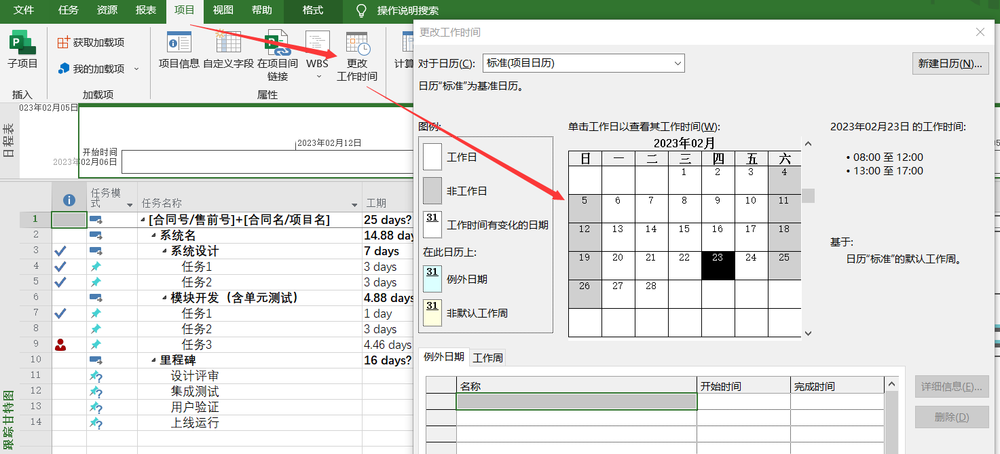 文件 任务 资源 报表 项目 视图 帮助 格式 操作说明搜索
子项目
获取加载项
我的加载项
项目信息 自定义字段 在项目间链接 WBS 更改工作时间
插入 加载项 属性
日程表
023年02月05日
2023年02月12日
开始时间
2023年02月06日
任务模式 任务名称 工期
1 [合同号/售前号]+[合同名/项目名] 25 days?
2 系统名 14.88 day
3 系统设计 7 days
4 任务1 3 days
5 任务2 3 days
6 模块开发（含单元测试） 4.88 days
7 任务1 1 day
8 任务2 3 days
9 任务3 4.46 days
10 里程碑 16 days?
11 设计评审
12 集成测试
13 用户验证
14 上线运行
跟踪甘特图
更改工作时间
对于日历(C): 标准(项目日历) 新建日历(N)...
日历“标准”为基准日历。
图例:
工作日
非工作日
31 工作时间有变化的日期
在此日历上:
31 例外日期
31 非默认工作周
单击工作日以查看其工作时间(W):
2023年02月
日 一 二 三 四 五 六
1 2 3 4
5 6 7 8 9 10 11
12 13 14 15 16 17 18
19 20 21 22 23 24 25
26 27 28
2023年02月23日 的工作时间:
• 08:00 至 12:00
• 13:00 至 17:00
基于:
日历“标准”的默认工作周。
例外日期 工作周
名称 开始时间 完成时间
详细信息(E)...
删除(D)